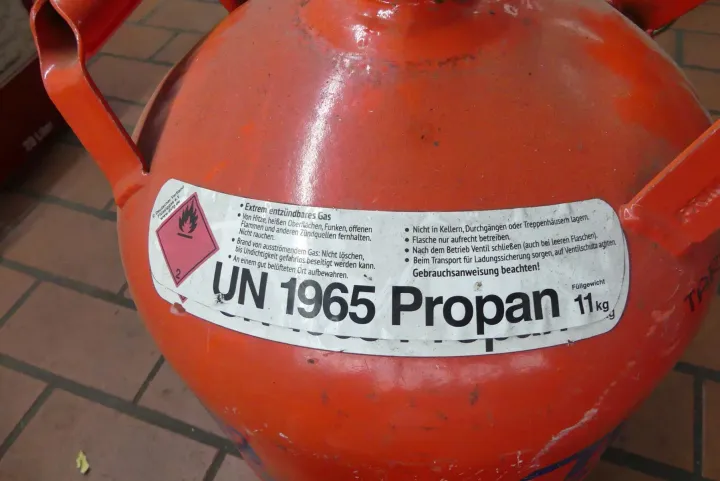 • Extrem entzündbares Gas
• Von Hitze, heißen Oberflächen, Funken, offenen
Flammen und anderen Zündquellen fernhalten.
Nicht rauchen.
• Brand von ausströmendem Gas: Nicht löschen,
bis Undichtigkeit gefahrlos beseitigt werden kann.
• An einem gut belüfteten Ort aufbewahren.
• Nicht in Kellern, Durchgängen oder Treppenhäusern lagern.
• Flasche nur aufrecht betreiben.
• Nach dem Betrieb Ventil schließen (auch bei leeren Flaschen).
• Beim Transport für Ladungssicherung sorgen, auf Ventilschutz achten.
Gebrauchsanweisung beachten!
2
UN 1965 Propan
Füllgewicht
11 kg